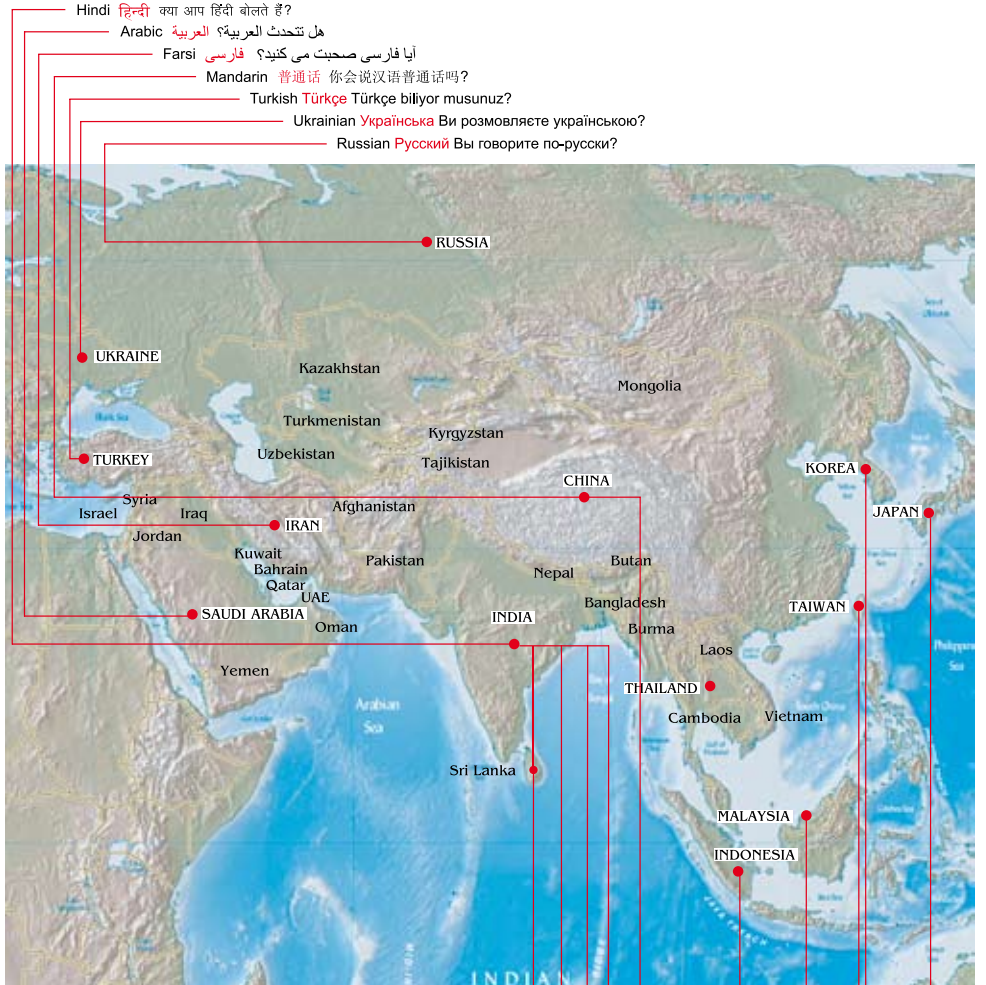 Hindi हिन्दी क्या आप हिंदी बोलते हैं?
Arabic العربية هل تتحدث العربية؟
Farsi فارسی آیا فارسی صحبت می کنید؟
Mandarin 普通话 你会说汉语普通话吗?
Turkish Türkçe Türkçe biliyor musunuz?
Ukrainian Українська Ви розмовляєте українською?
Russian Русский Вы говорите по-русски?
RUSSIA
UKRAINE
Kazakhstan
Mongolia
Black Sea
Turkmenistan
Kyrgyzstan
Uzbekistan
Tajikistan
TURKEY
KOREA
CHINA
Syria
Afghanistan
Israel
Iraq
JAPAN
IRAN
Jordan
Kuwait
Pakistan
Butan
Bahrain
Nepal
Qatar
UAE
Bangladesh
TAIWAN
SAUDI ARABIA
INDIA
Oman
Burma
Laos
Philippine
Sea
Yemen
THAILAND
Arabian
Sea
Cambodia
Vietnam
Sri Lanka
MALAYSIA
INDONESIA
INDIAN